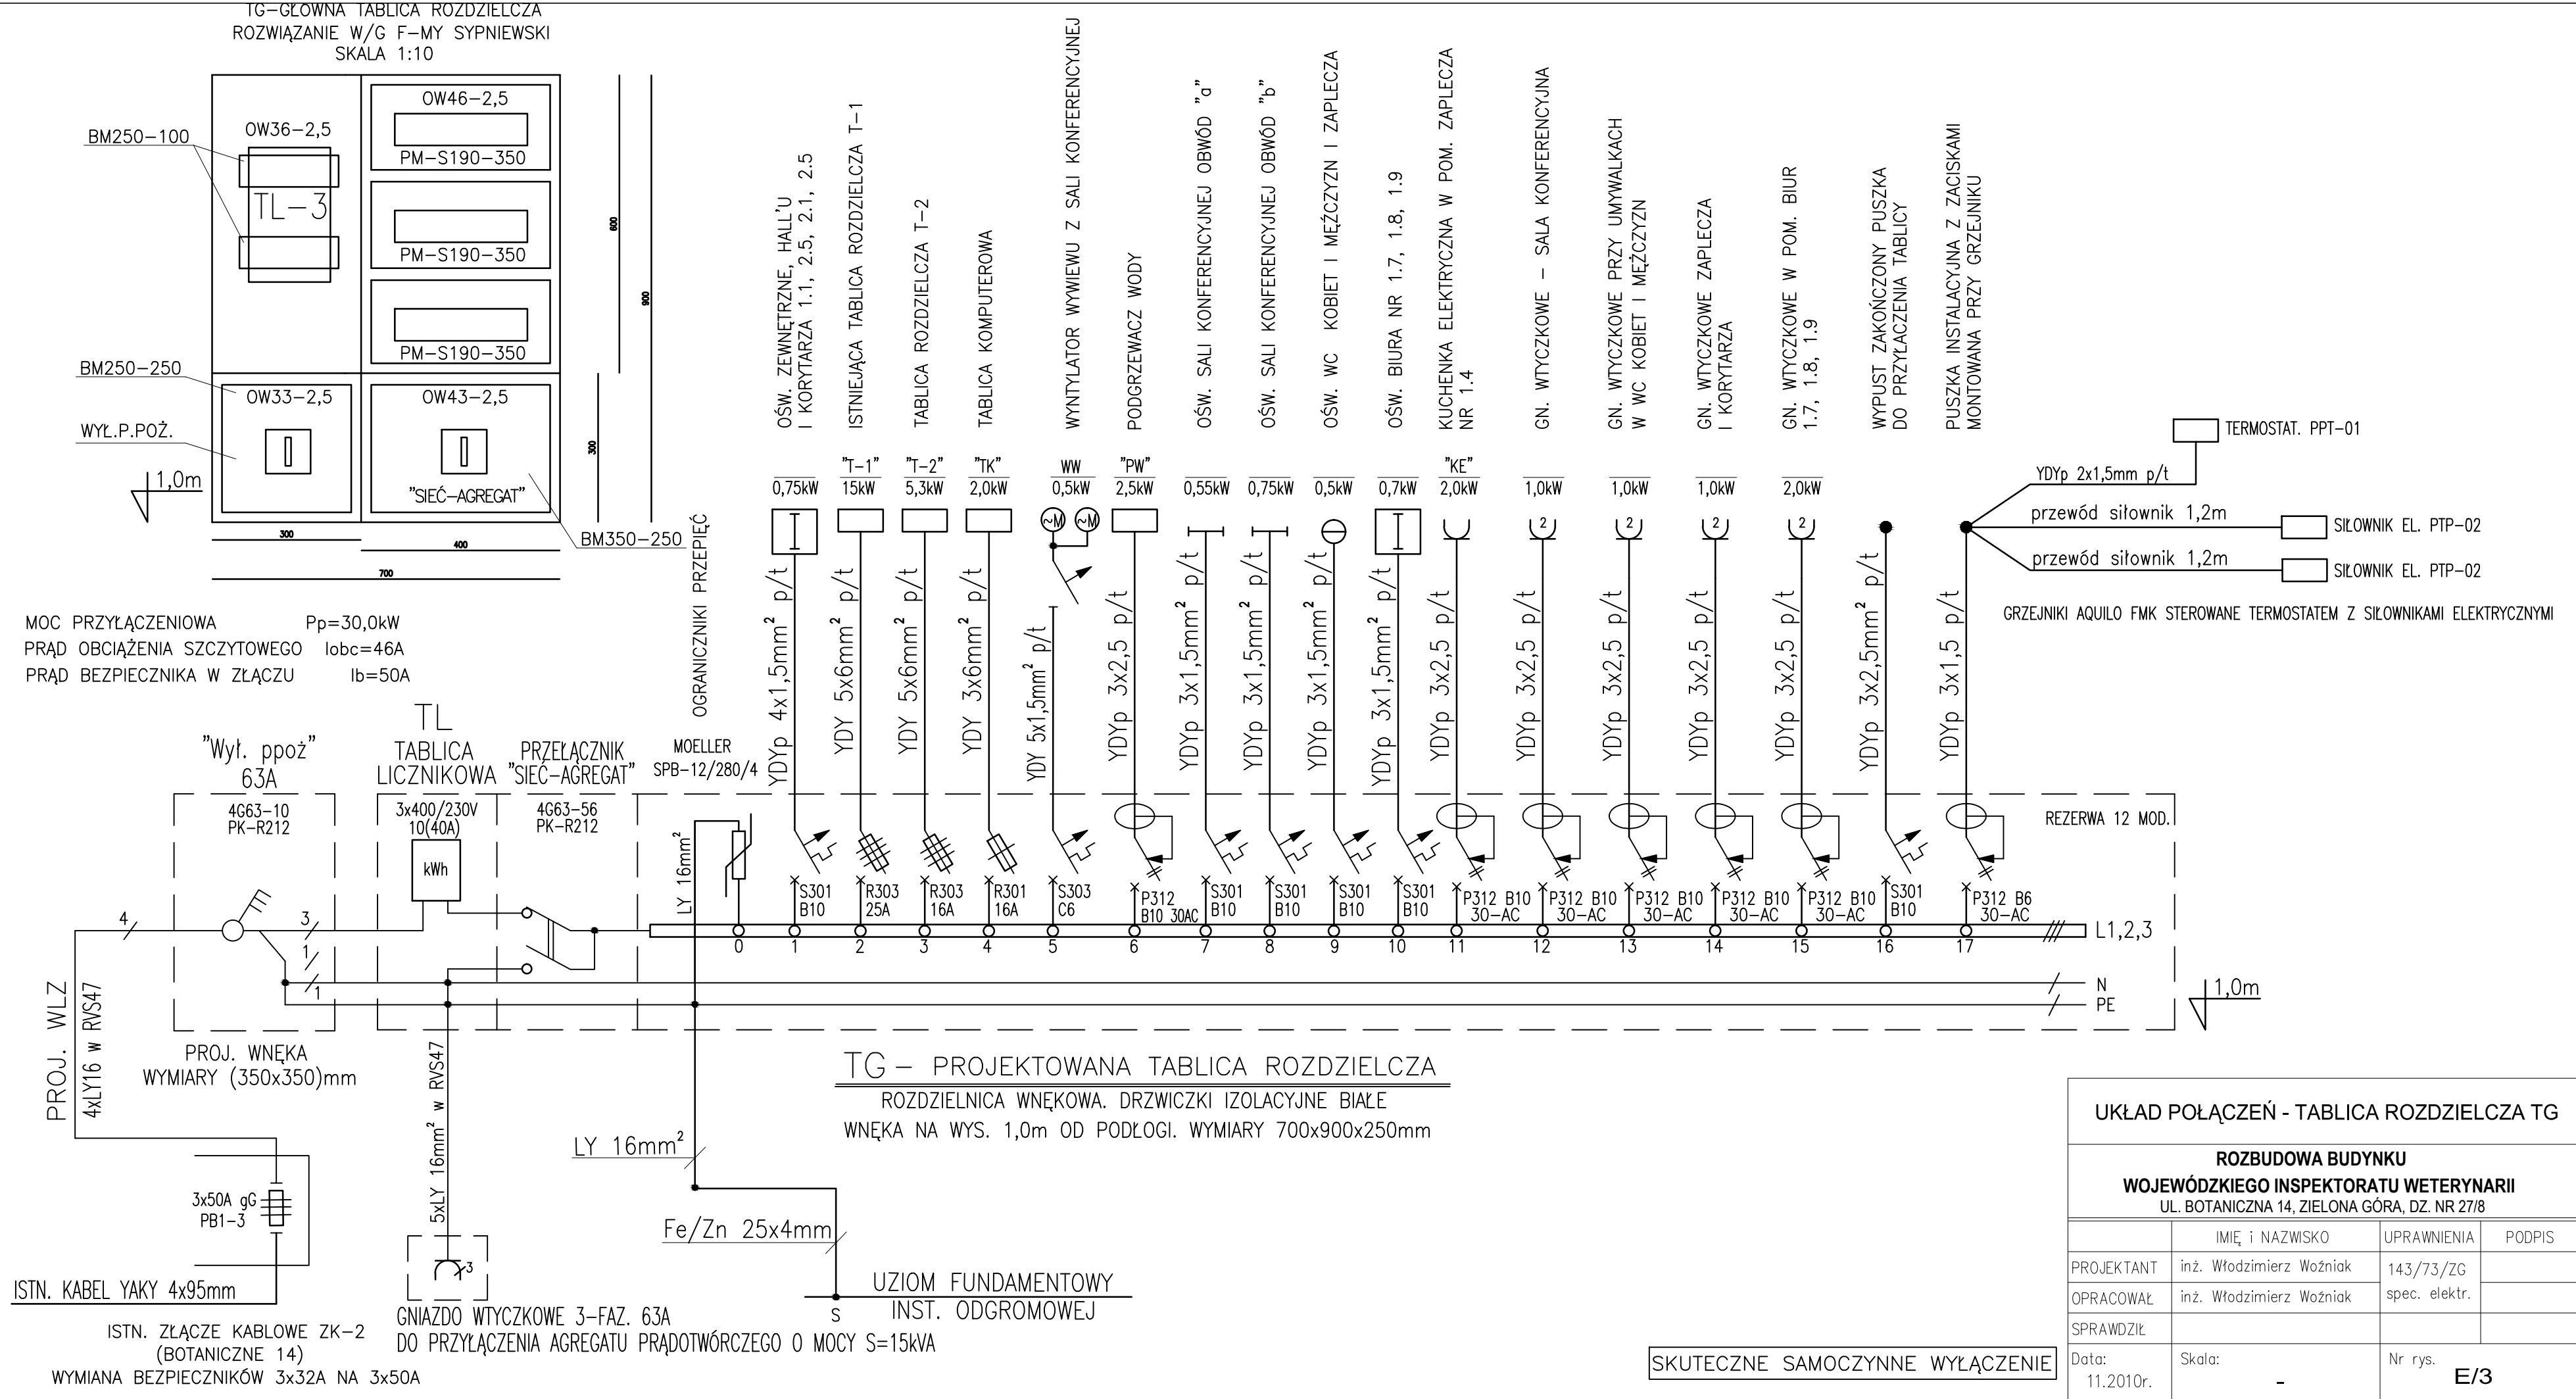 TG-GŁÓWNA TABLICA ROZDZIELCZA
ROZWIĄZANIE W/G F-MY SYPNIEWSKI
SKALA 1:10
BM250-100
OW36-2,5
TL-3
OW46-2,5
PM-S190-350
PM-S190-350
PM-S190-350
BM250-250
OW33-2,5
OW43-2,5
WYŁ.P.POŻ.
"SIEĆ-AGREGAT"
1,0m
BM350-250
600
900
300
300
400
700
MOC PRZYŁĄCZENIOWA Pp=30,0kW
PRĄD OBCIĄŻENIA SZCZYTOWEGO Iobc=46A
PRĄD BEZPIECZNIKA W ZŁĄCZU Ib=50A
OGRANICZNIKI PRZEPIĘĆ
MOELLER
SPB-12/280/4
OŚW. ZEWNĘTRZNE, HALL'U
I KORYTARZA 1.1, 2.5, 2.1, 2.5
ISTNIEJĄCA TABLICA ROZDZIELCZA T-1
TABLICA ROZDZIELCZA T-2
TABLICA KOMPUTEROWA
WYNTYLATOR WYWIEWU Z SALI KONFERENCYJNEJ
PODGRZEWACZ WODY
OŚW. SALI KONFERENCYJNEJ OBWÓD "a"
OŚW. SALI KONFERENCYJNEJ OBWÓD "b"
OŚW. WC KOBIET I MĘŻCZYZN I ZAPLECZA
OŚW. BIURA NR 1.7, 1.8, 1.9
KUCHENKA ELEKTRYCZNA W POM. ZAPLECZA
NR 1.4
GN. WTYCZKOWE - SALA KONFERENCYJNA
GN. WTYCZKOWE PRZY UMYWALKACH
W WC KOBIET I MĘŻCZYZN
GN. WTYCZKOWE ZAPLECZA
I KORYTARZA
GN. WTYCZKOWE W POM. BIUR
1.7, 1.8, 1.9
WYPUST ZAKOŃCZONY PUSZKA
DO PRZYŁACZENIA TABLICY
PUSZKA INSTALACYJNA Z ZACISKAMI
MONTOWANA PRZY GRZEJNIKU
"T-1" "T-2" "TK" WW "PW" "KE"
0,75kW 15kW 5,3kW 2,0kW 0,5kW 2,5kW 0,55kW 0,75kW 0,5kW 0,7kW 2,0kW 1,0kW 1,0kW 1,0kW 2,0kW
~M ~M
2 2 2 2
TERMOSTAT. PPT-01
YDYp 2x1,5mm p/t
przewód siłownik 1,2m
SIŁOWNIK EL. PTP-02
przewód siłownik 1,2m
SIŁOWNIK EL. PTP-02
GRZEJNIKI AQUILO FMK STEROWANE TERMOSTATEM Z SIŁOWNIKAMI ELEKTRYCZNYMI
YDYp 4x1,5mm² p/t
YDY 5x6mm² p/t
YDY 5x6mm² p/t
YDY 3x6mm² p/t
YDY 5x1,5mm² p/t
YDYp 3x2,5 p/t
YDYp 3x1,5mm² p/t
YDYp 3x1,5mm² p/t
YDYp 3x1,5mm² p/t
YDYp 3x1,5mm² p/t
YDYp 3x2,5 p/t
YDYp 3x2,5 p/t
YDYp 3x2,5 p/t
YDYp 3x2,5 p/t
YDYp 3x2,5 p/t
YDYp 3x2,5mm² p/t
YDYp 3x1,5 p/t
"Wył. ppoż"
63A
4G63-10
PK-R212
TL
TABLICA
LICZNIKOWA
3x400/230V
10(40A)
kWh
PRZEŁĄCZNIK
"SIEĆ-AGREGAT"
4G63-56
PK-R212
LY 16mm²
S301
B10
R303
25A
R303
16A
R301
16A
S303
C6
P312
B10 30AC
S301
B10
S301
B10
S301
B10
S301
B10
P312 B10
30-AC
P312 B10
30-AC
P312 B10
30-AC
P312 B10
30-AC
P312 B10
30-AC
S301
B10
P312 B6
30-AC
REZERWA 12 MOD.
4
3
1
1
0 1 2 3 4 5 6 7 8 9 10 11 12 13 14 15 16 17
L1,2,3
N
PE
1,0m
PROJ. WLZ
4xLY16 w RVS47
PROJ. WNĘKA
WYMIARY (350x350)mm
5xLY 16mm² w RVS47
TG - PROJEKTOWANA TABLICA ROZDZIELCZA
ROZDZIELNICA WNĘKOWA. DRZWICZKI IZOLACYJNE BIAŁE
WNĘKA NA WYS. 1,0m OD PODŁOGI. WYMIARY 700x900x250mm
LY 16mm²
Fe/Zn 25x4mm
UZIOM FUNDAMENTOWY
INST. ODGROMOWEJ
S
3x50A gG
PB1-3
ISTN. KABEL YAKY 4x95mm
ISTN. ZŁĄCZE KABLOWE ZK-2
(BOTANICZNE 14)
WYMIANA BEZPIECZNIKÓW 3x32A NA 3x50A
3
GNIAZDO WTYCZKOWE 3-FAZ. 63A
DO PRZYŁĄCZENIA AGREGATU PRĄDOTWÓRCZEGO O MOCY S=15kVA
SKUTECZNE SAMOCZYNNE WYŁĄCZENIE
UKŁAD POŁĄCZEŃ - TABLICA ROZDZIELCZA TG
ROZBUDOWA BUDYNKU
WOJEWÓDZKIEGO INSPEKTORATU WETERYNARII
UL. BOTANICZNA 14, ZIELONA GÓRA, DZ. NR 27/8
IMIĘ i NAZWISKO UPRAWNIENIA PODPIS
PROJEKTANT inż. Włodzimierz Woźniak 143/73/ZG
OPRACOWAŁ inż. Włodzimierz Woźniak spec. elektr.
SPRAWDZIŁ
Data: Skala: Nr rys.
11.2010r. - E/3